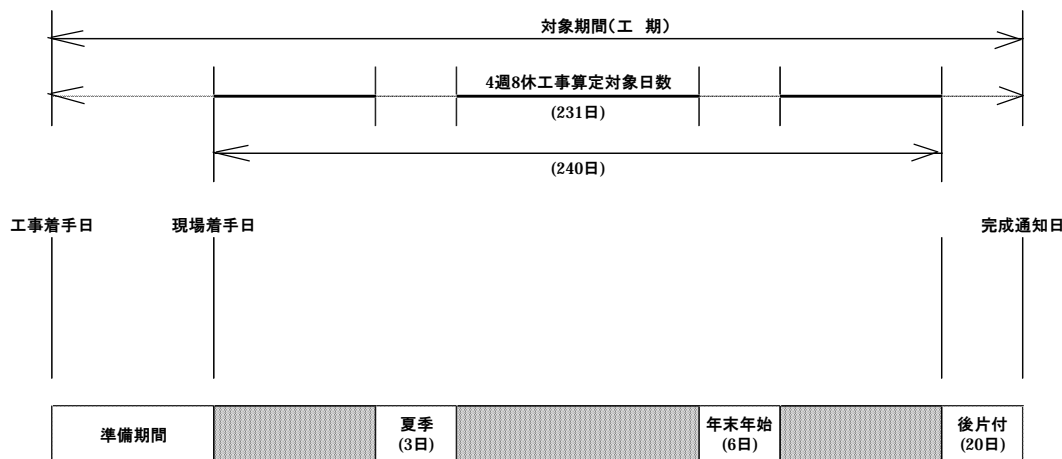 対象期間(工　期)
4週8休工事算定対象日数
(231日)
(240日)
工事着手日
現場着手日
完成通知日
準備期間
夏季
(3日)
年末年始
(6日)
後片付
(20日)